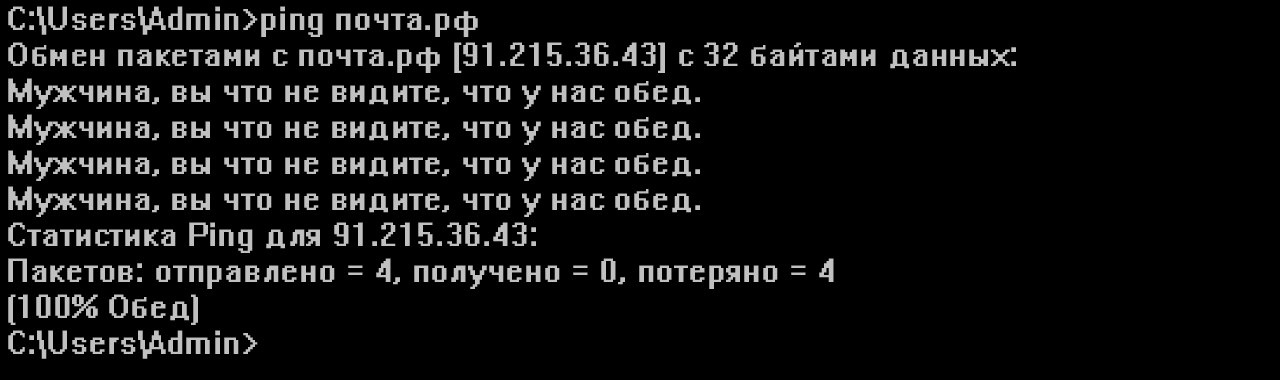 C:\Users\Admin>ping почта.рф
Обмен пакетами с почта.рф [91.215.36.43] с 32 байтами данных:
Мужчина, вы что не видите, что у нас обед.
Мужчина, вы что не видите, что у нас обед.
Мужчина, вы что не видите, что у нас обед.
Мужчина, вы что не видите, что у нас обед.
Статистика Ping для 91.215.36.43:
Пакетов: отправлено = 4, получено = 0, потеряно = 4
(100% Обед)
C:\Users\Admin>